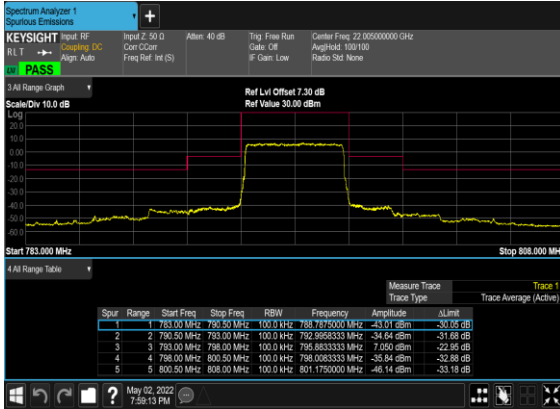 Spectrum Analyzer 1
Spurious Emissions
+
KEYSIGHT
RLT
PASS
Input: RF
Coupling: DC
Align: Auto
Input Z: 50 Ω
Corr CCorr
Freq Ref: Int (S)
Atten: 40 dB
Trig: Free Run
Gate: Off
IF Gain: Low
Center Freq: 22.005000000 GHz
Avg|Hold: 100/100
Radio Std: None
3 All Range Graph
Scale/Div 10.0 dB
Ref Lvl Offset 7.30 dB
Ref Value 30.00 dBm
Log
20.0
10.0
0.00
-10.0
-20.0
-30.0
-40.0
-50.0
-60.0
Start 783.000 MHz
Stop 808.000 MH
4 All Range Table
Measure Trace Trace 1
Trace Type Trace Average (Active)
Spur Range Start Freq Stop Freq RBW Frequency Amplitude ΔLimit
1 1 783.00 MHz 790.50 MHz 100.0 kHz 788.7875000 MHz -43.01 dBm -30.05 dB
2 2 790.50 MHz 793.00 MHz 100.0 kHz 792.9958333 MHz -34.64 dBm -31.68 dB
3 3 793.00 MHz 798.00 MHz 100.0 kHz 795.8833333 MHz 7.050 dBm -22.95 dB
4 4 798.00 MHz 800.50 MHz 100.0 kHz 798.0083333 MHz -35.84 dBm -32.88 dB
5 5 800.50 MHz 808.00 MHz 100.0 kHz 801.1750000 MHz -46.14 dBm -33.18 dB
?
May 02, 2022
7:59:13 PM